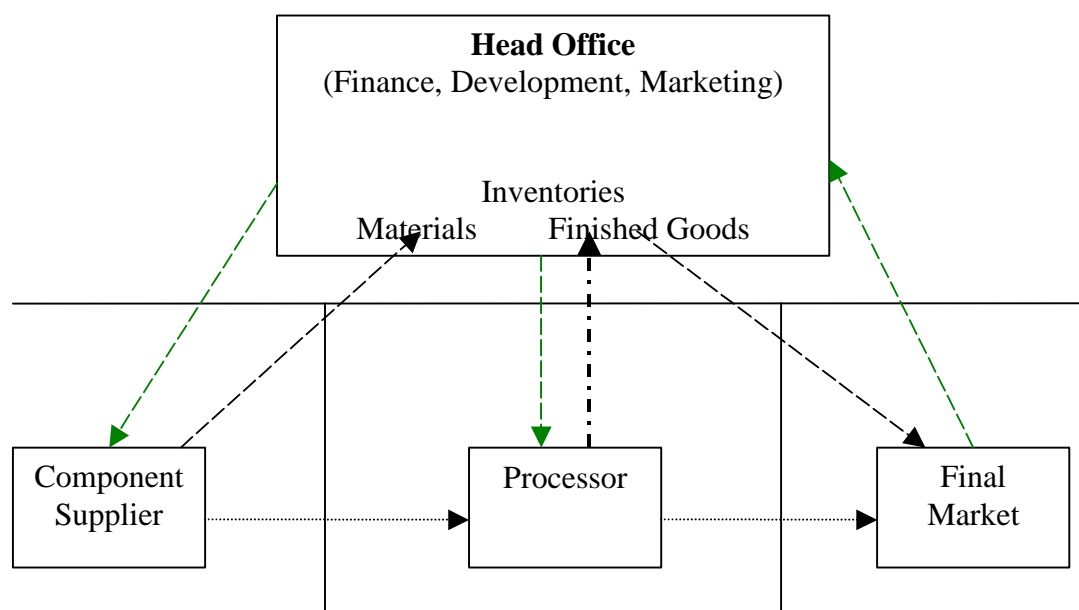 Head Office
(Finance, Development, Marketing)
Inventories
Materials Finished Goods
Component
Supplier
Processor
Final
Market